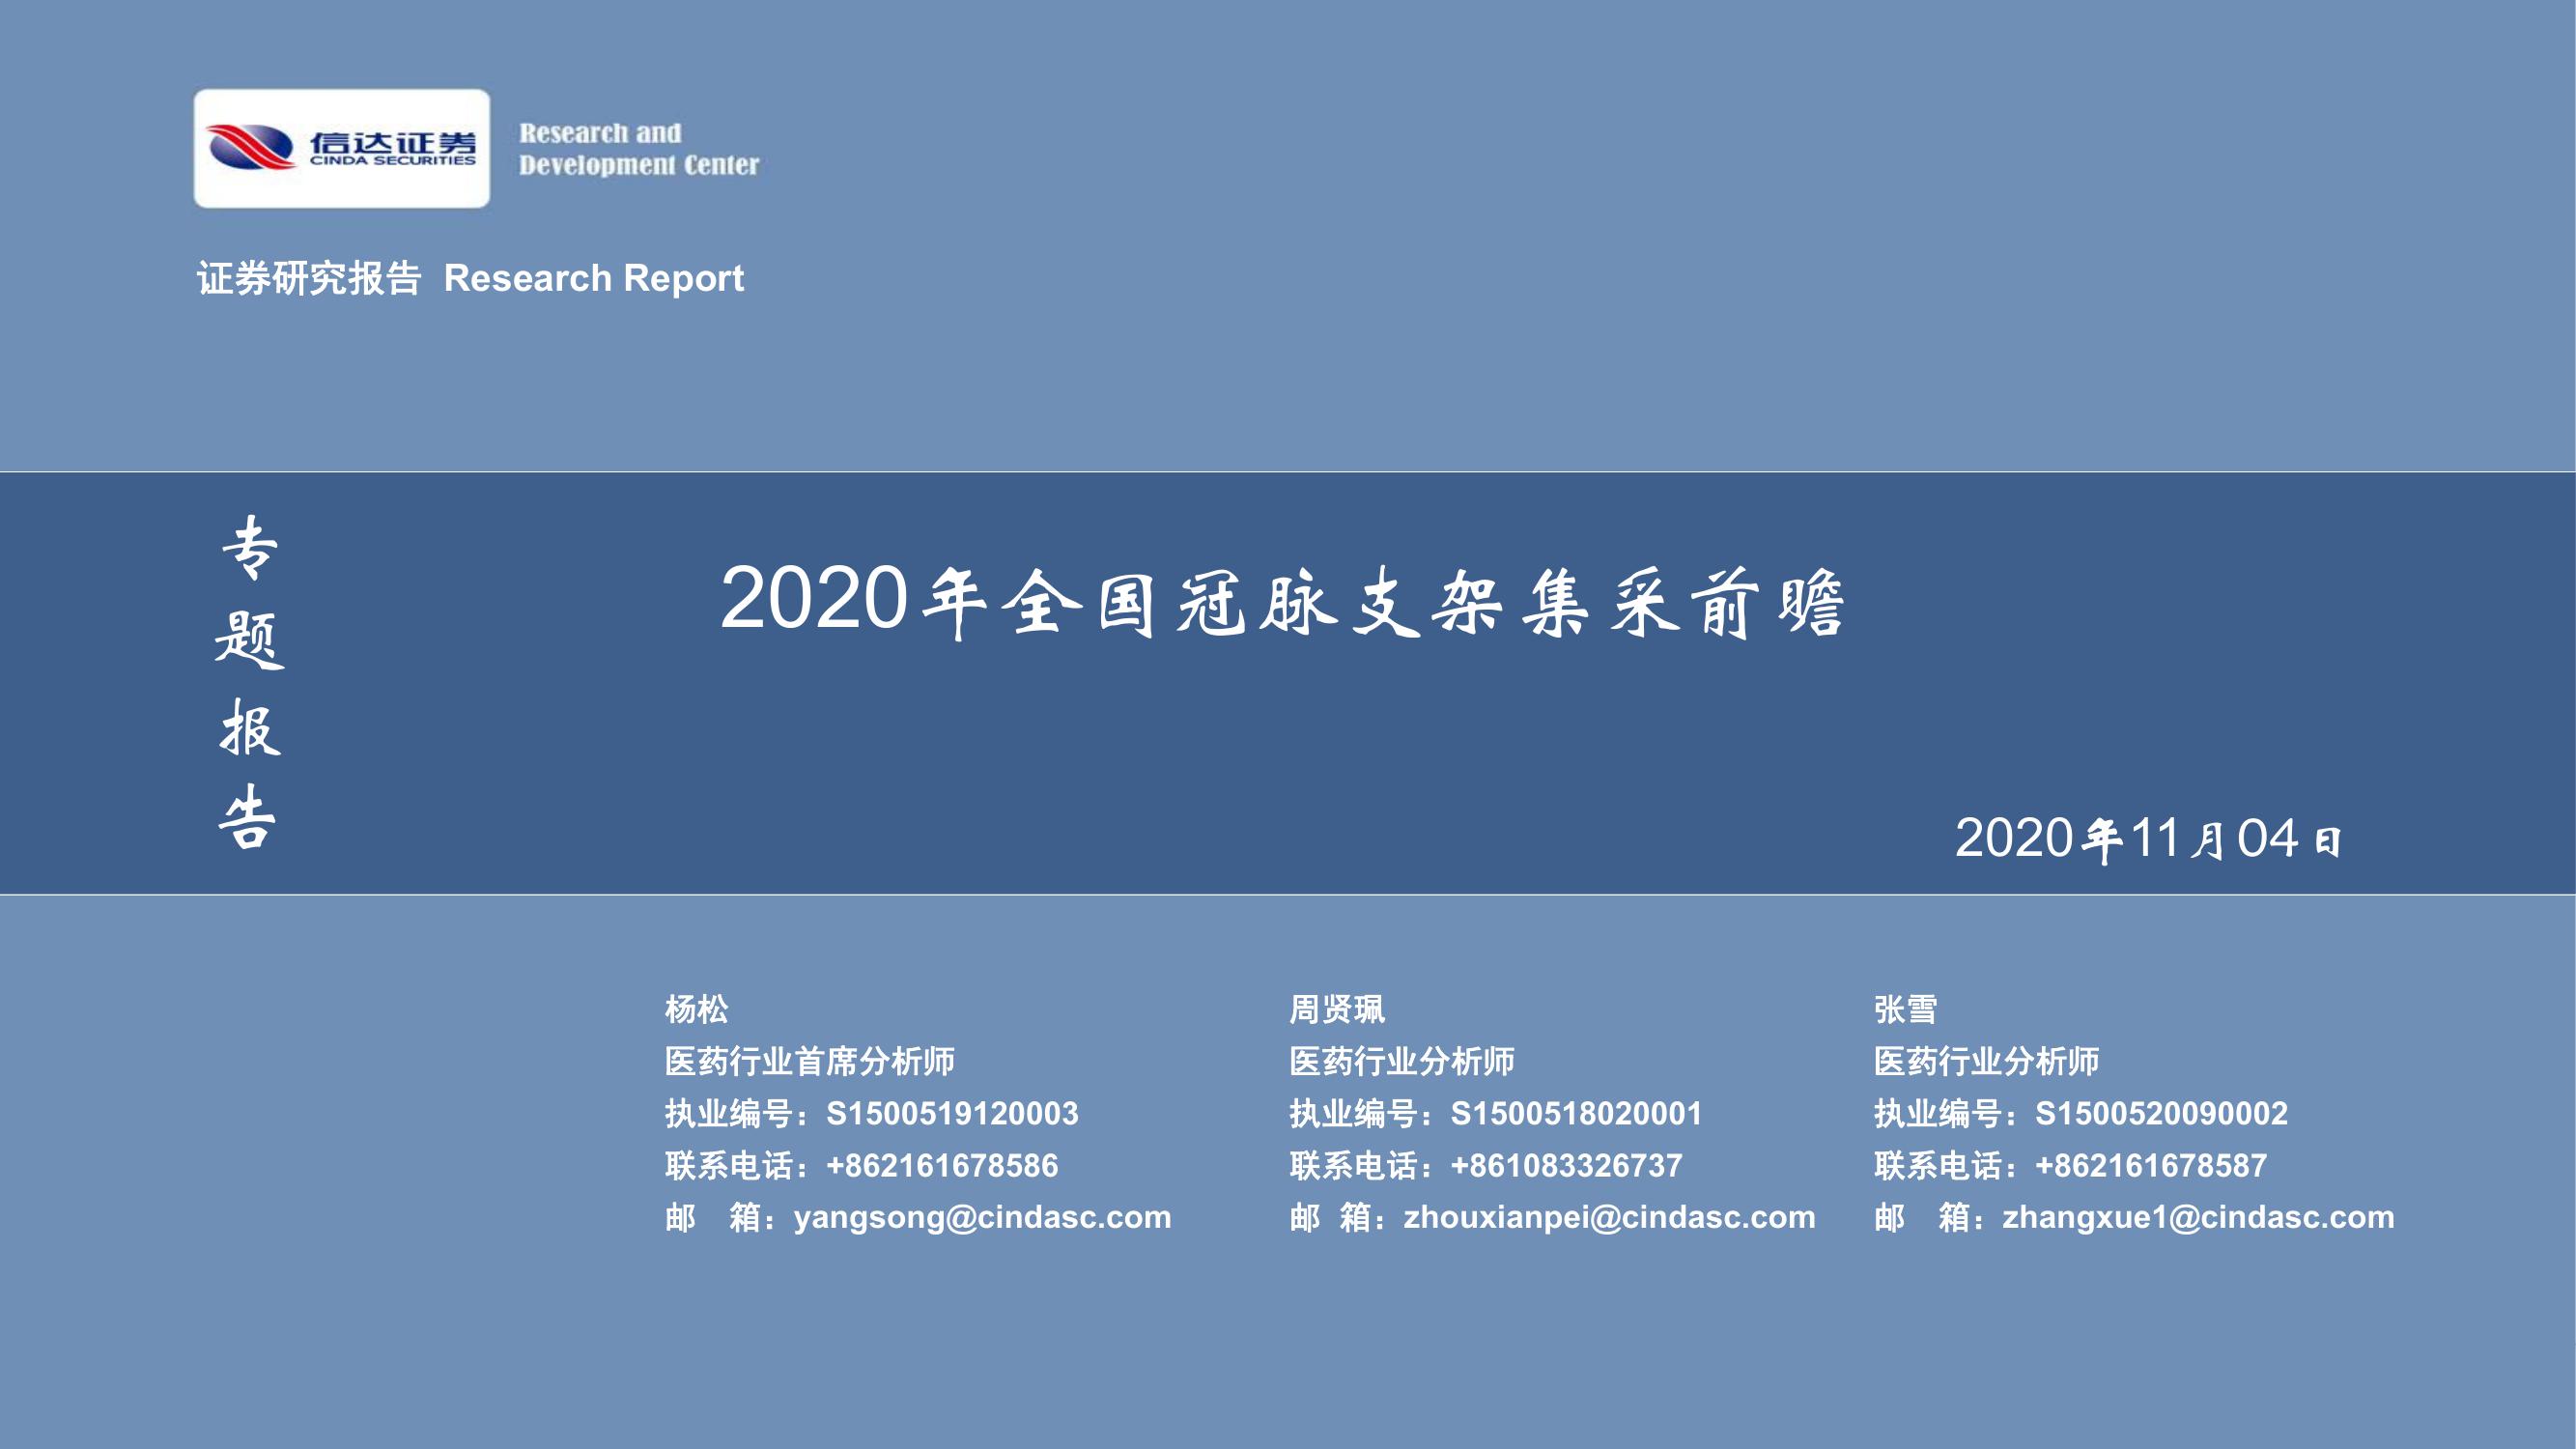 信达证券
CINDA SECURITIES
Research and
Development Center
证券研究报告 Research Report
专
题
报
告
2020年全国冠脉支架集采前瞻
2020年11月04日
杨松
医药行业首席分析师
执业编号：S1500519120003
联系电话：+862161678586
邮 箱：yangsong@cindasc.com
周贤珮
医药行业分析师
执业编号：S1500518020001
联系电话：+861083326737
邮 箱：zhouxianpei@cindasc.com
张雪
医药行业分析师
执业编号：S1500520090002
联系电话：+862161678587
邮 箱：zhangxue1@cindasc.com